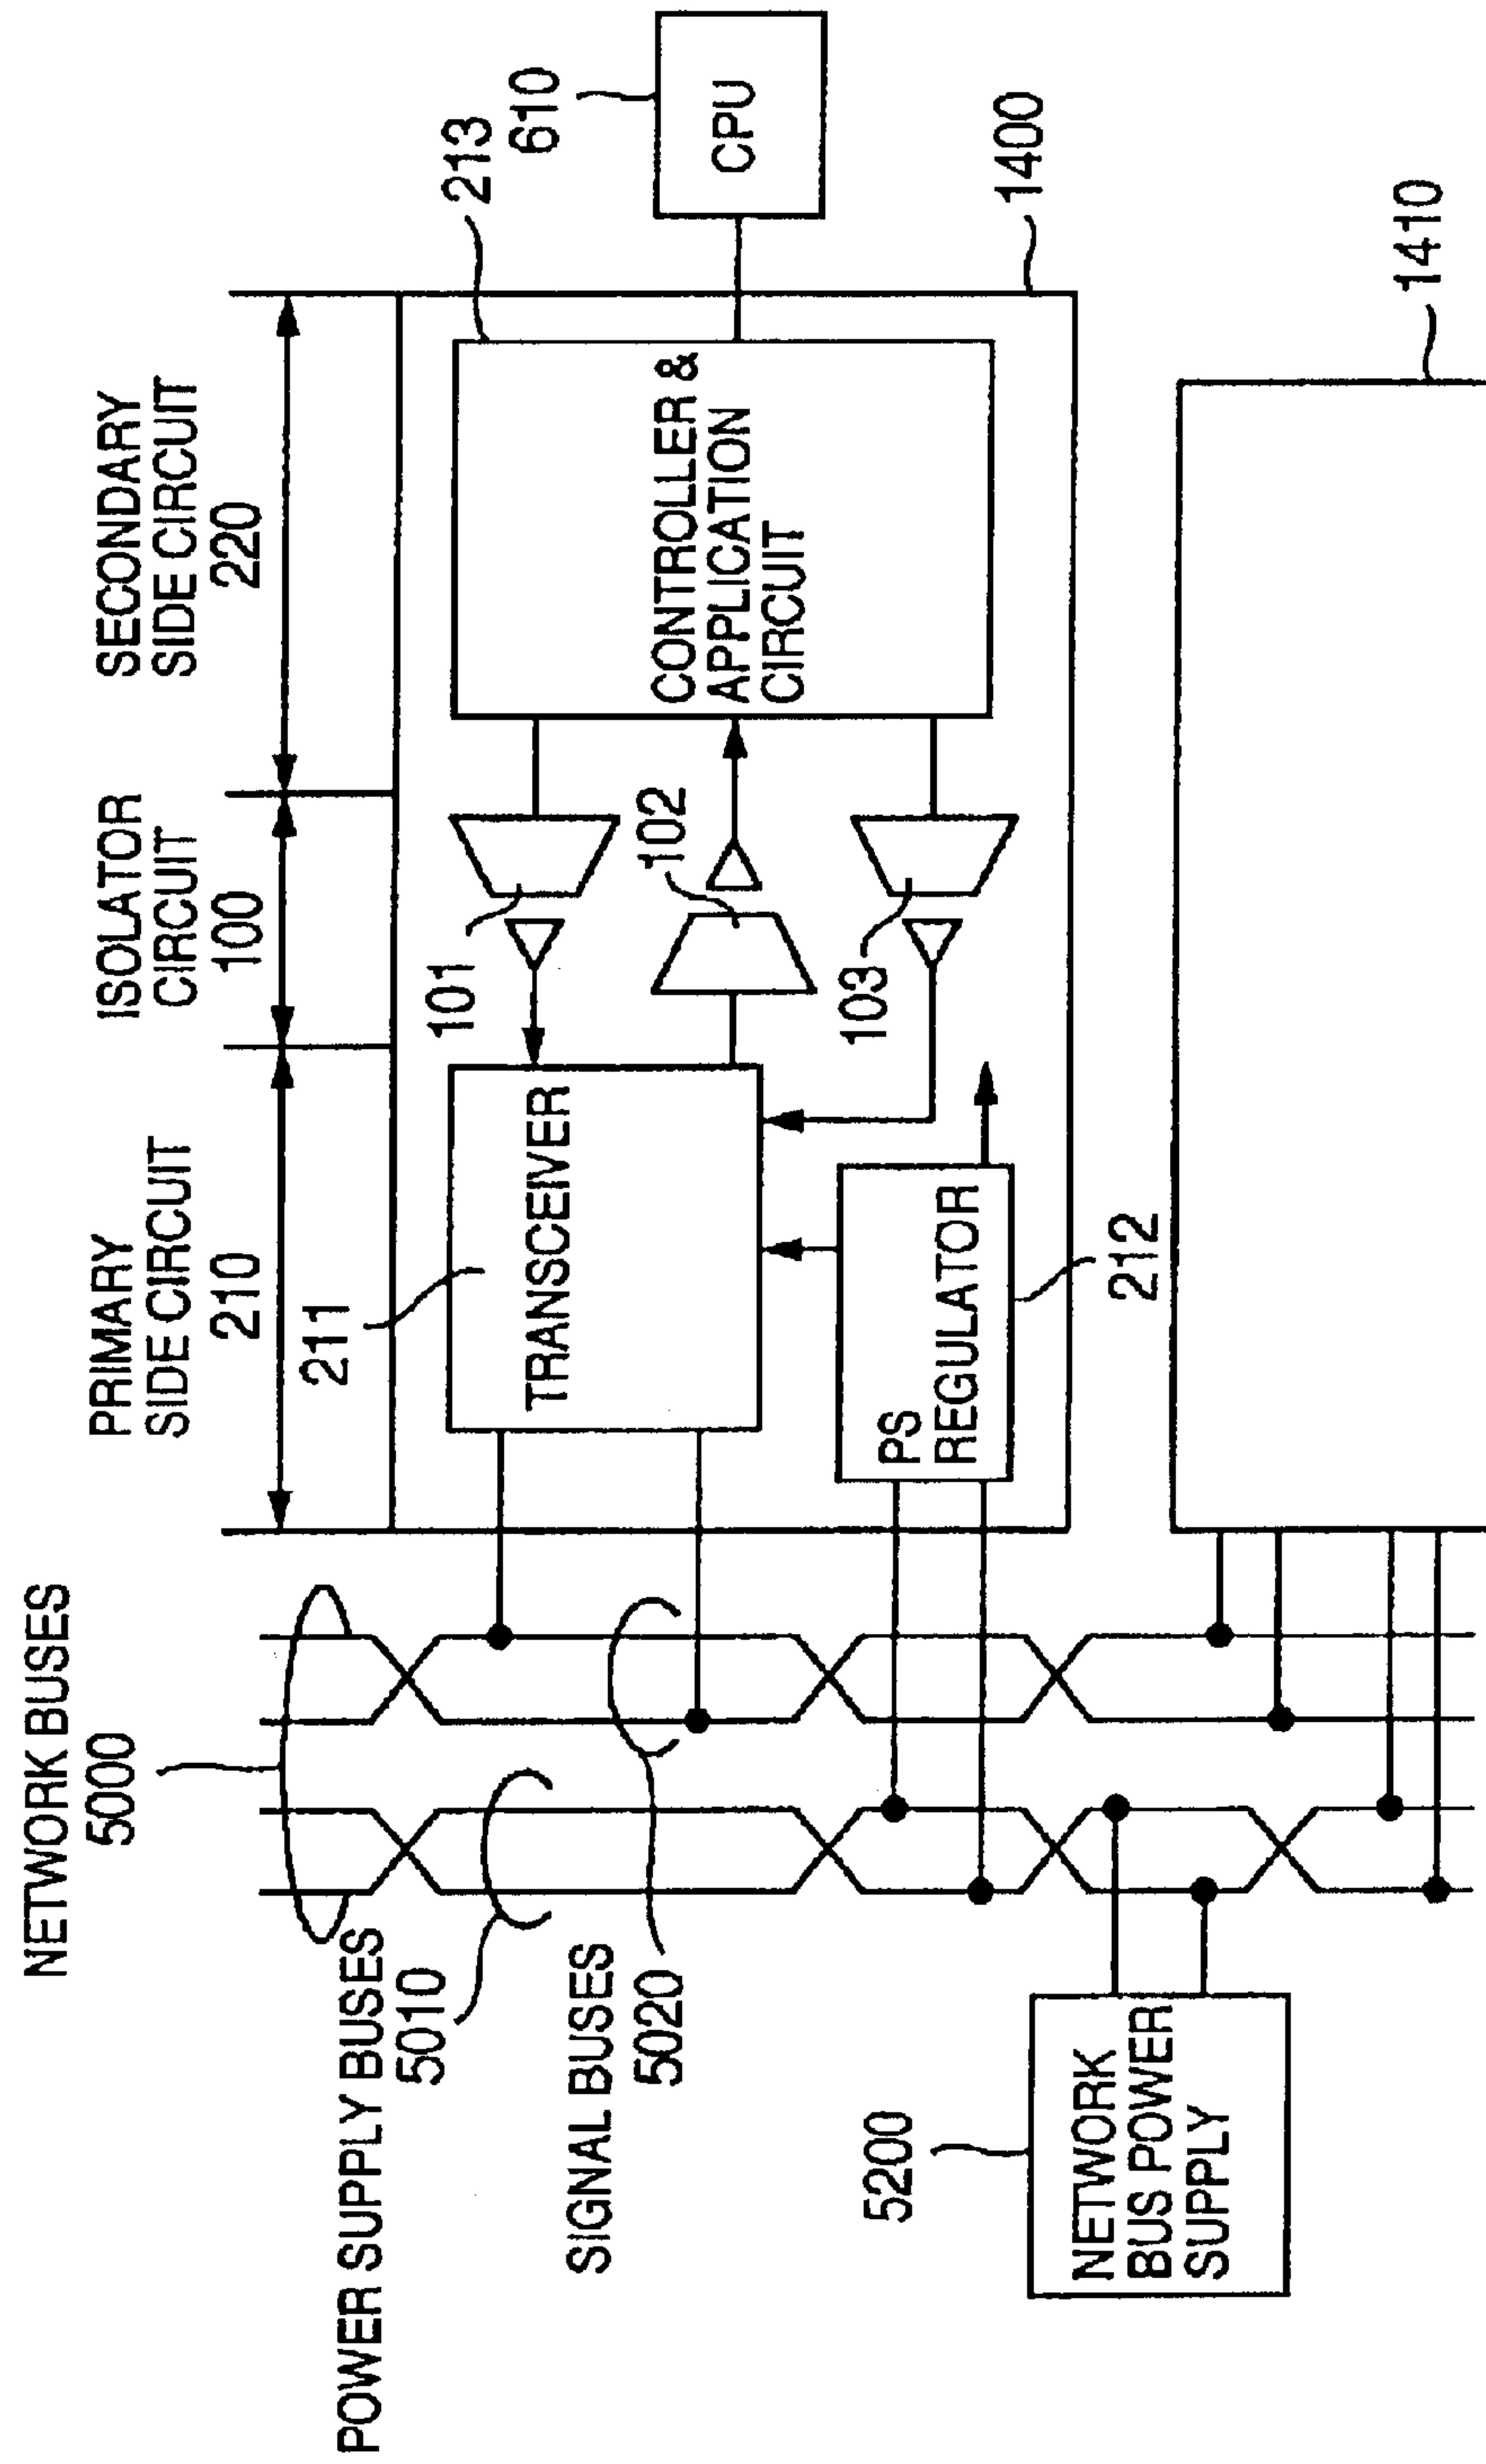 NETWORK BUSES
5000
POWER SUPPLY BUSES
5010
SIGNAL BUSES
5020
5200
NETWORK
BUS POWER
SUPPLY
PRIMARY
SIDE CIRCUIT
210
ISOLATOR
CIRCUIT
100
SECONDARY
SIDE CIRCUIT
220
211
TRANSCEIVER
101
102
103
PS
REGULATOR
212
CONTROLLER &
APPLICATION
CIRCUIT
213
CPU
610
1400
1410